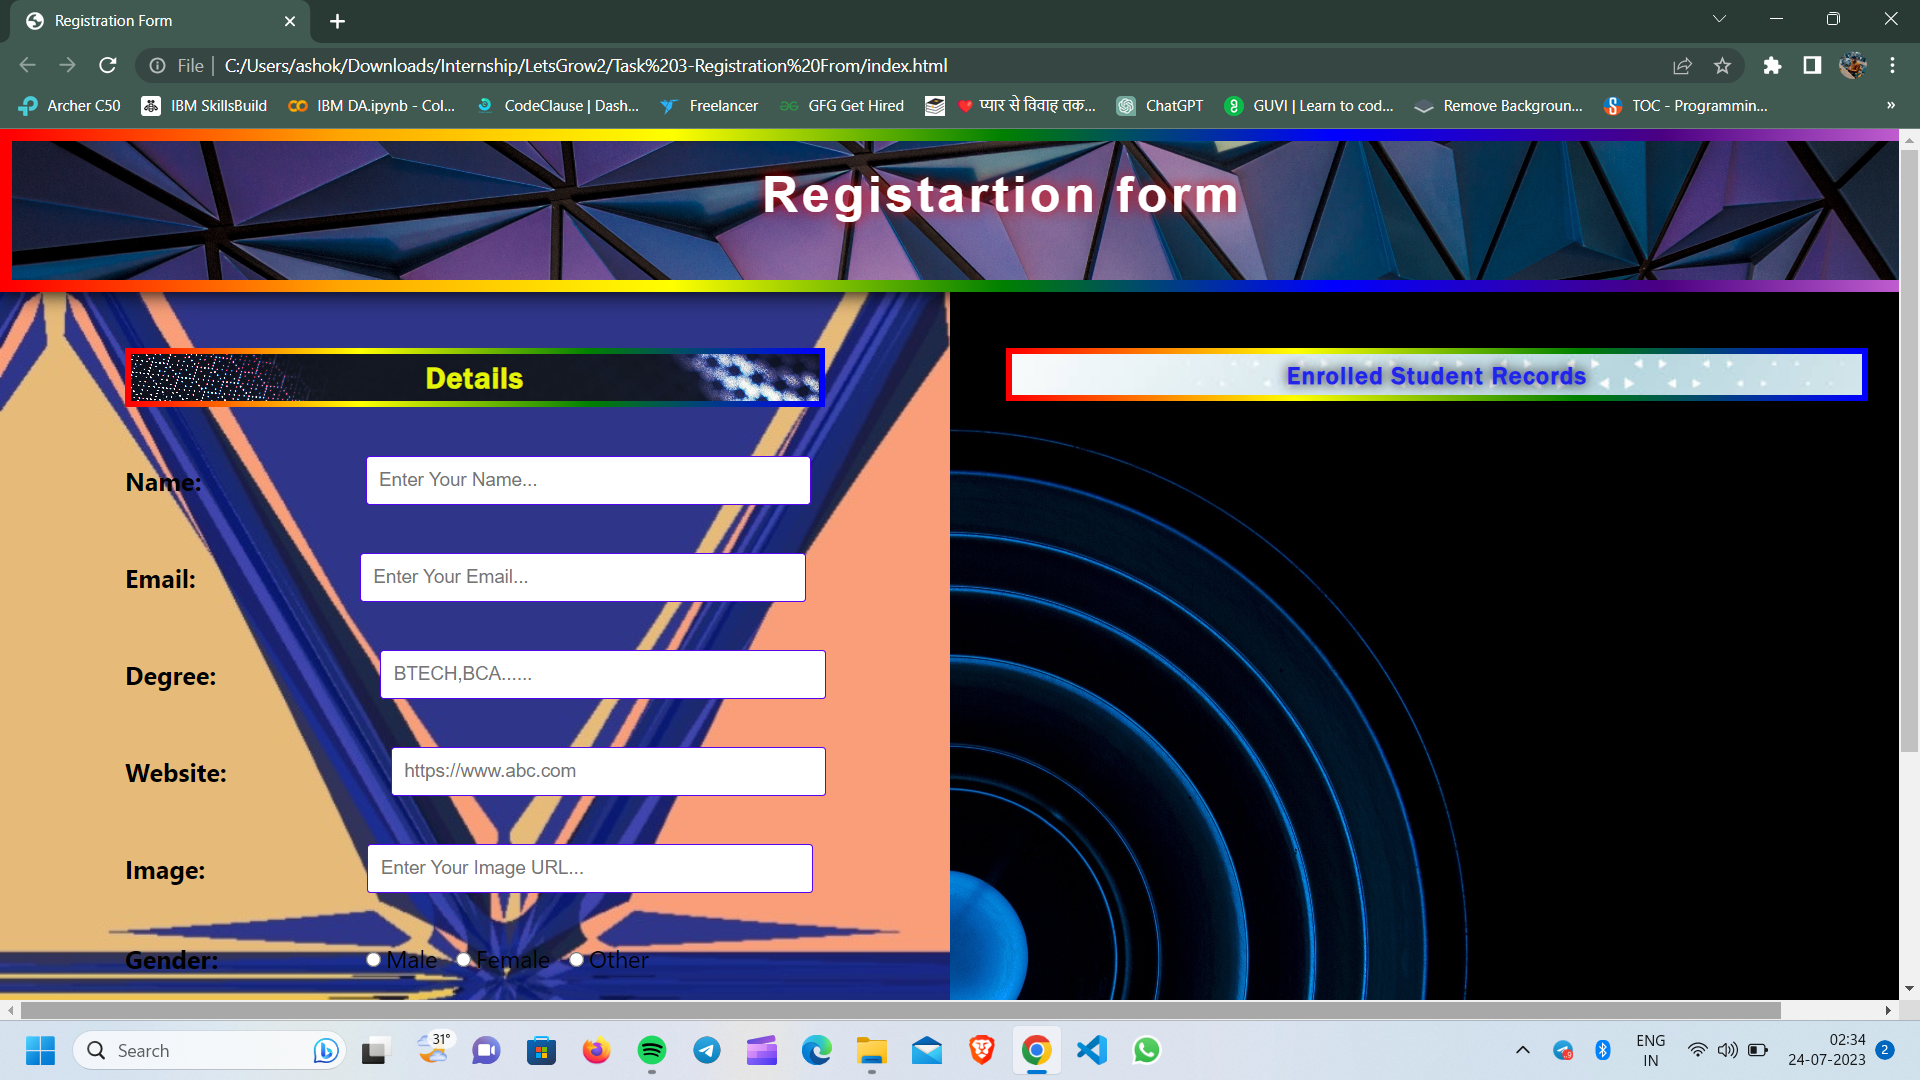 Registration Form
File | C:/Users/ashok/Downloads/Internship/LetsGrow2/Task%203-Registration%20From/index.html
Archer C50 IBM SkillsBuild IBM DA.ipynb - Col... CodeClause | Dash... Freelancer GFG Get Hired ❤️ प्यार से विवाह तक... ChatGPT GUVI | Learn to cod... Remove Backgroun... TOC - Programmin... »
Registartion form
Details
Enrolled Student Records
Name: Enter Your Name...
Email: Enter Your Email...
Degree: BTECH,BCA......
Website: https://www.abc.com
Image: Enter Your Image URL...
Gender: Male Female Other
Search 31° ENG IN 02:34 24-07-2023 2